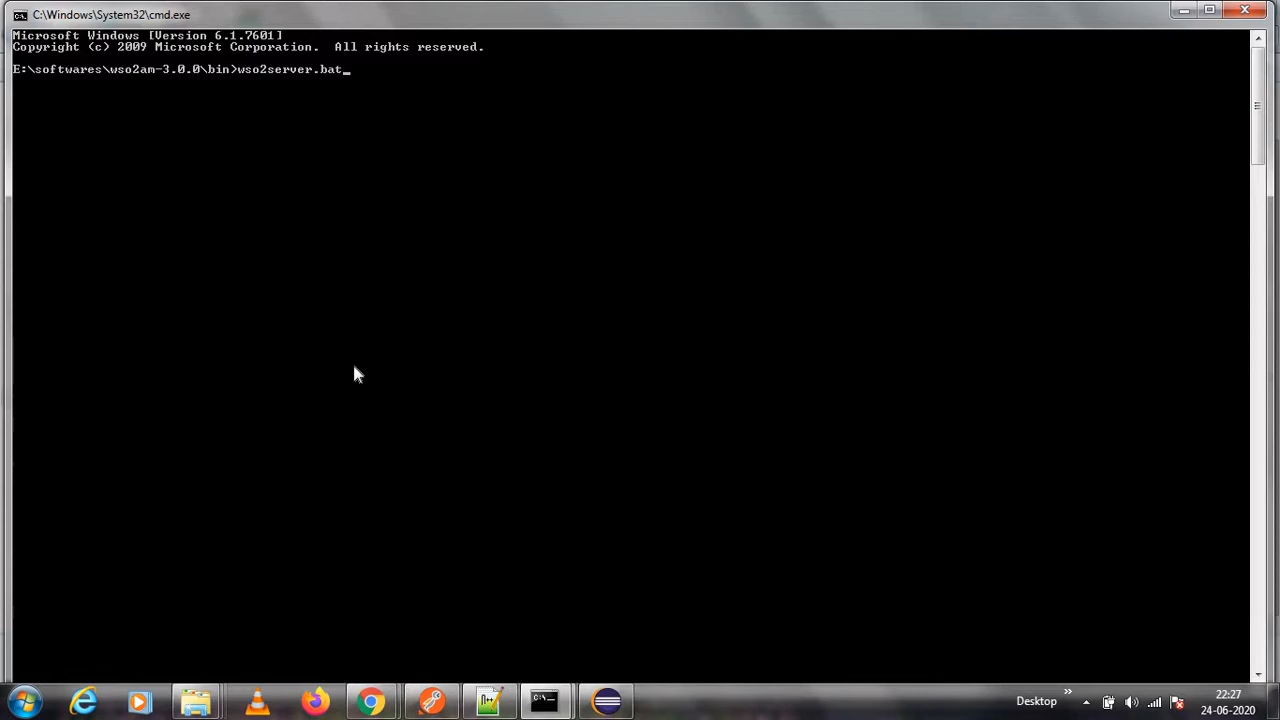 C:\Windows\System32\cmd.exe
Microsoft Windows [Version 6.1.7601]
Copyright (c) 2009 Microsoft Corporation.  All rights reserved.
E:\softwares\wso2am-3.0.0\bin>wso2server.bat_
Desktop
22:27
24-06-2020